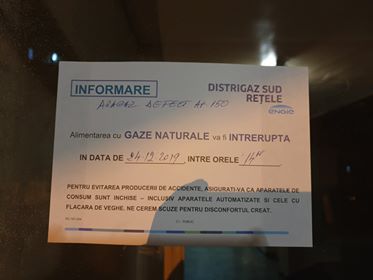 INFORMARE
DISTRIGAZ SUD
REȚELE
ENGIE
ARAGAZ DEFECT Ap. 150
Alimentarea cu GAZE NATURALE va fi ÎNTRERUPTA
IN DATA DE 24.12.2019, INTRE ORELE 14
PENTRU EVITAREA PRODUCERII DE ACCIDENTE, ASIGURATI-VA CA APARATELE DE
CONSUM SUNT INCHISE – INCLUSIV APARATELE AUTOMATIZATE SI CELE CU
FLACARA DE VEGHE. NE CEREM SCUZE PENTRU DISCONFORTUL CREAT.
PUBLIC